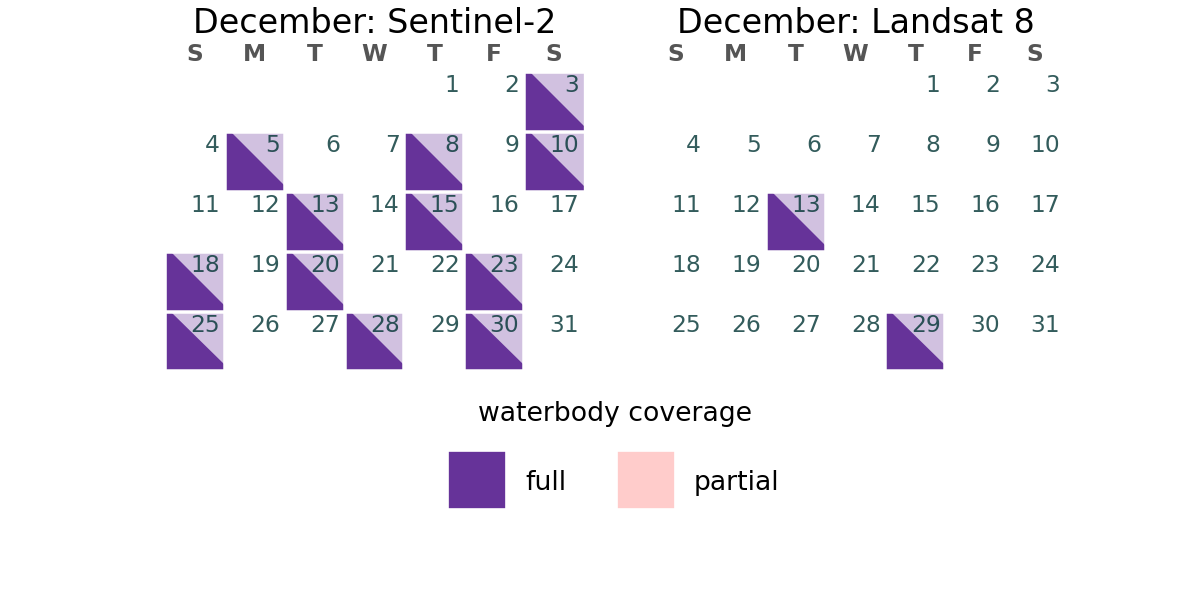 December: Sentinel-2
S M T W T F S
1 2 3
4 5 6 7 8 9 10
11 12 13 14 15 16 17
18 19 20 21 22 23 24
25 26 27 28 29 30 31
December: Landsat 8
S M T W T F S
1 2 3
4 5 6 7 8 9 10
11 12 13 14 15 16 17
18 19 20 21 22 23 24
25 26 27 28 29 30 31
waterbody coverage
full
partial